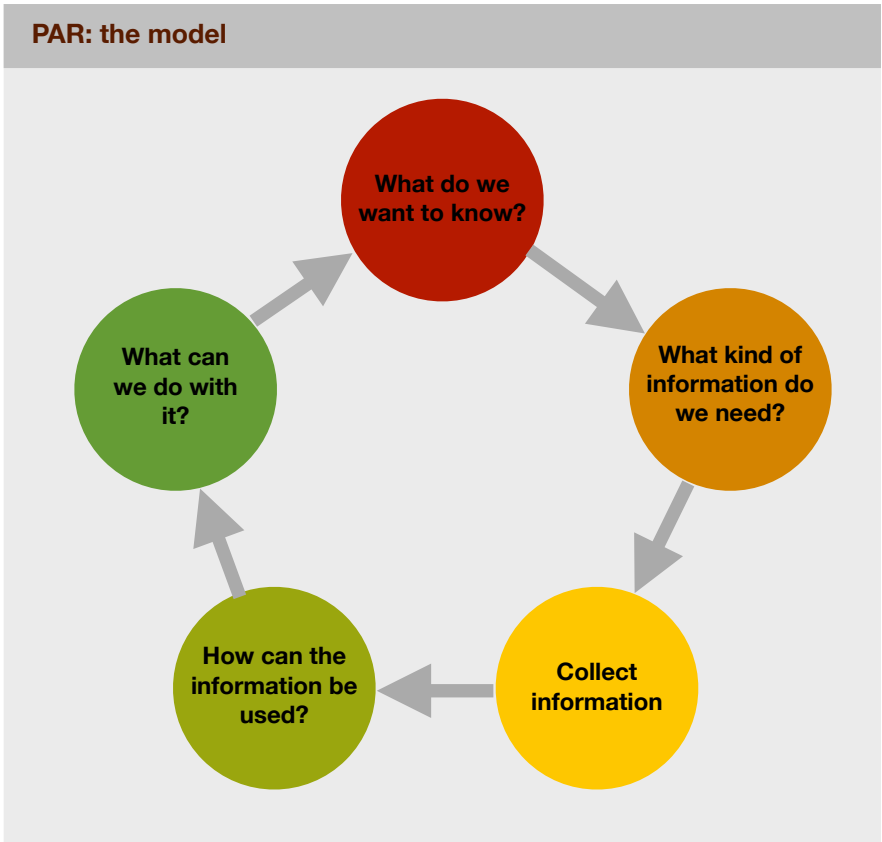 PAR: the model
What do we
want to know?
What kind of
information do
we need?
Collect
information
How can the
information be
used?
What can
we do with
it?